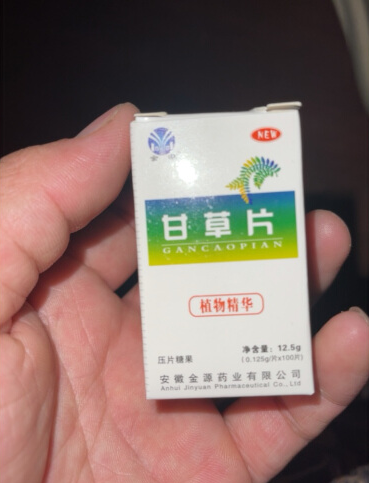 NEW
甘草片
GANCAOPIAN
植物精华
净含量：12.5g
压片糖果
(0.125g/片x100片)
安徽金源药业有限公司
Anhui Jinyuan Pharmaceutical Co., Ltd